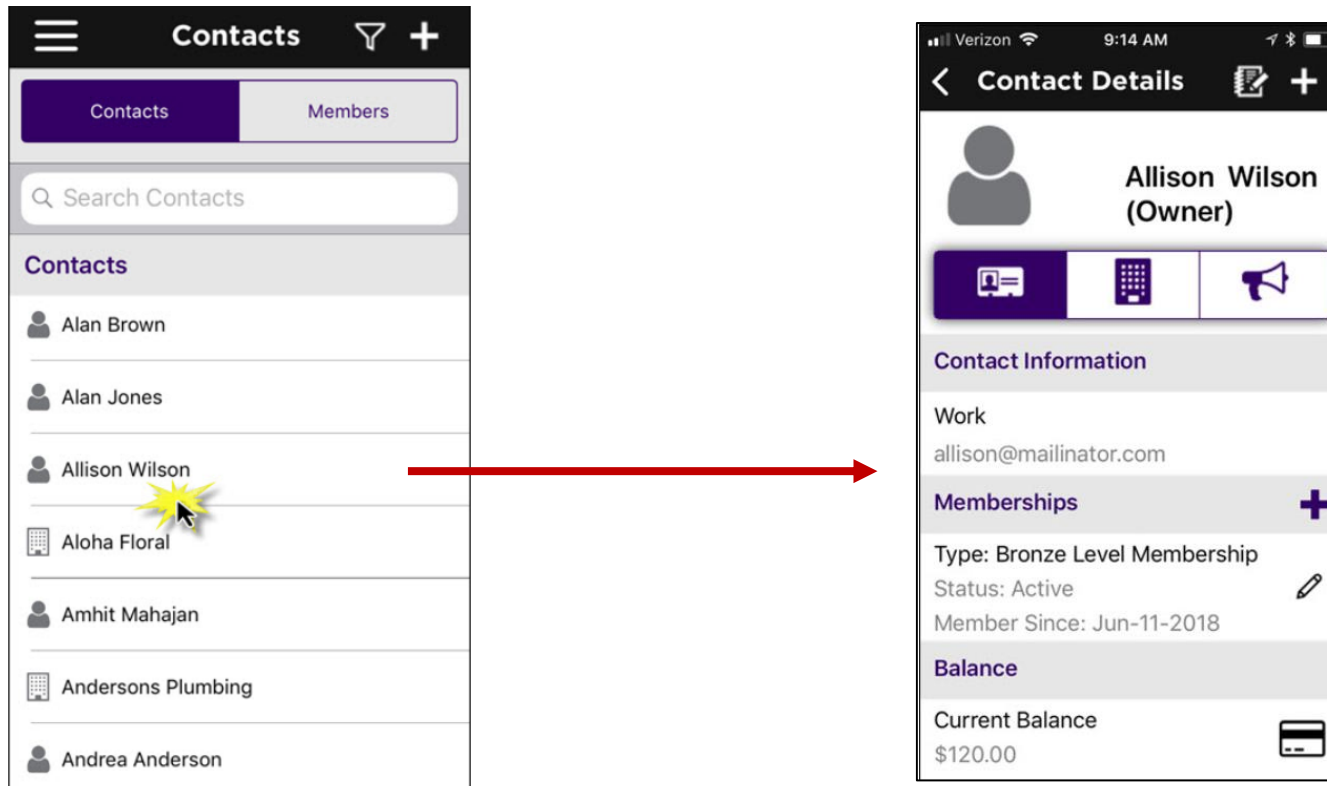 Contacts
Contacts Members
Search Contacts
Contacts
Alan Brown
Alan Jones
Allison Wilson
Aloha Floral
Amhit Mahajan
Andersons Plumbing
Andrea Anderson
Verizon 9:14 AM
Contact Details
Allison Wilson
(Owner)
Contact Information
Work
allison@mailinator.com
Memberships
Type: Bronze Level Membership
Status: Active
Member Since: Jun-11-2018
Balance
Current Balance
$120.00